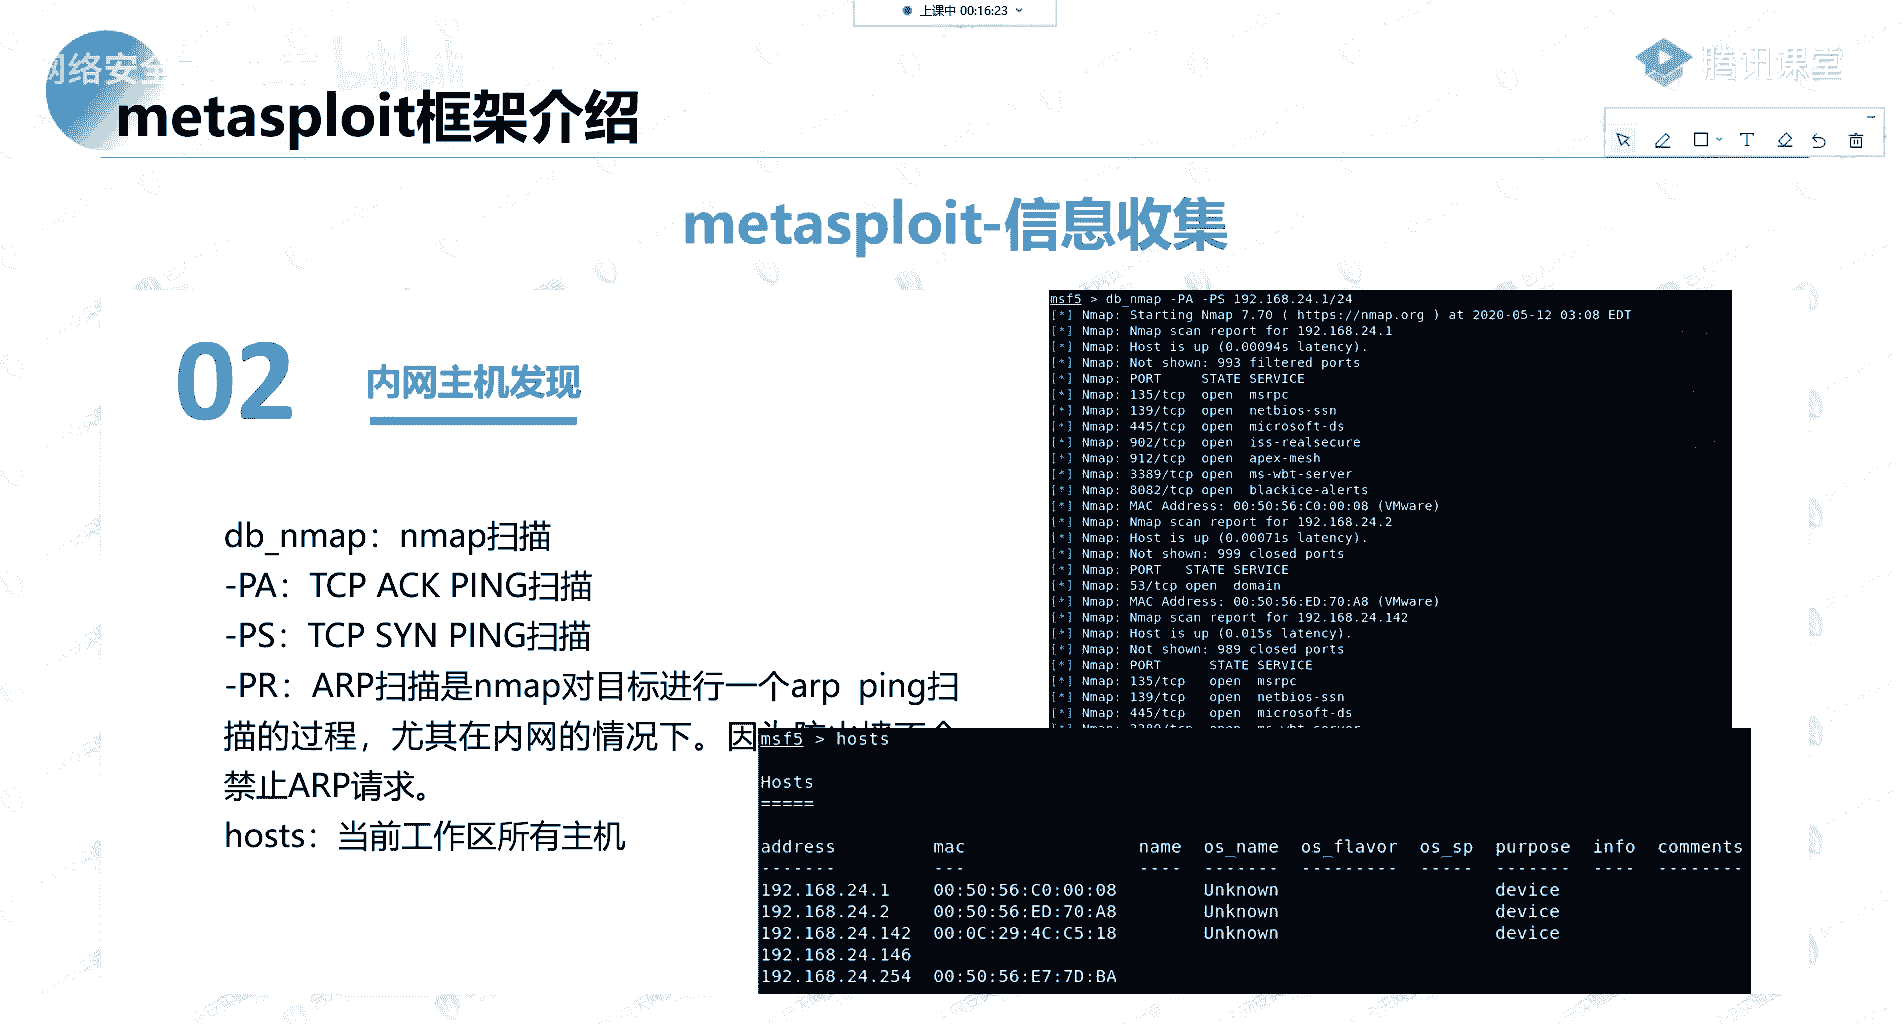 上课中 00:16:23
网络安全
bilibili
腾讯课堂
metasploit框架介绍
metasploit-信息收集
02
内网主机发现
db_nmap：nmap扫描
-PA：TCP ACK PING扫描
-PS：TCP SYN PING扫描
-PR：ARP扫描是nmap对目标进行一个arp ping扫
描的过程，尤其在内网的情况下。因
禁止ARP请求。
hosts：当前工作区所有主机
msf5 > db_nmap -PA -PS 192.168.24.1/24
[*] Nmap: Starting Nmap 7.70 ( https://nmap.org ) at 2020-05-12 03:08 EDT
[*] Nmap: Nmap scan report for 192.168.24.1
[*] Nmap: Host is up (0.00094s latency).
[*] Nmap: Not shown: 993 filtered ports
[*] Nmap: PORT STATE SERVICE
[*] Nmap: 135/tcp open msrpc
[*] Nmap: 139/tcp open netbios-ssn
[*] Nmap: 445/tcp open microsoft-ds
[*] Nmap: 902/tcp open iss-realsecure
[*] Nmap: 912/tcp open apex-mesh
[*] Nmap: 3389/tcp open ms-wbt-server
[*] Nmap: 8082/tcp open blackice-alerts
[*] Nmap: MAC Address: 00:50:56:C0:00:08 (VMware)
[*] Nmap: Nmap scan report for 192.168.24.2
[*] Nmap: Host is up (0.00071s latency).
[*] Nmap: Not shown: 999 closed ports
[*] Nmap: PORT STATE SERVICE
[*] Nmap: 53/tcp open domain
[*] Nmap: MAC Address: 00:50:56:ED:70:A8 (VMware)
[*] Nmap: Nmap scan report for 192.168.24.142
[*] Nmap: Host is up (0.015s latency).
[*] Nmap: Not shown: 989 closed ports
[*] Nmap: PORT STATE SERVICE
[*] Nmap: 135/tcp open msrpc
[*] Nmap: 139/tcp open netbios-ssn
[*] Nmap: 445/tcp open microsoft-ds
msf5 > hosts
Hosts
=====
address mac name os_name os_flavor os_sp purpose info comments
------- --- ---- ------- --------- ----- ------- ---- --------
192.168.24.1 00:50:56:C0:00:08 Unknown device
192.168.24.2 00:50:56:ED:70:A8 Unknown device
192.168.24.142 00:0C:29:4C:C5:18 Unknown device
192.168.24.146
192.168.24.254 00:50:56:E7:7D:BA